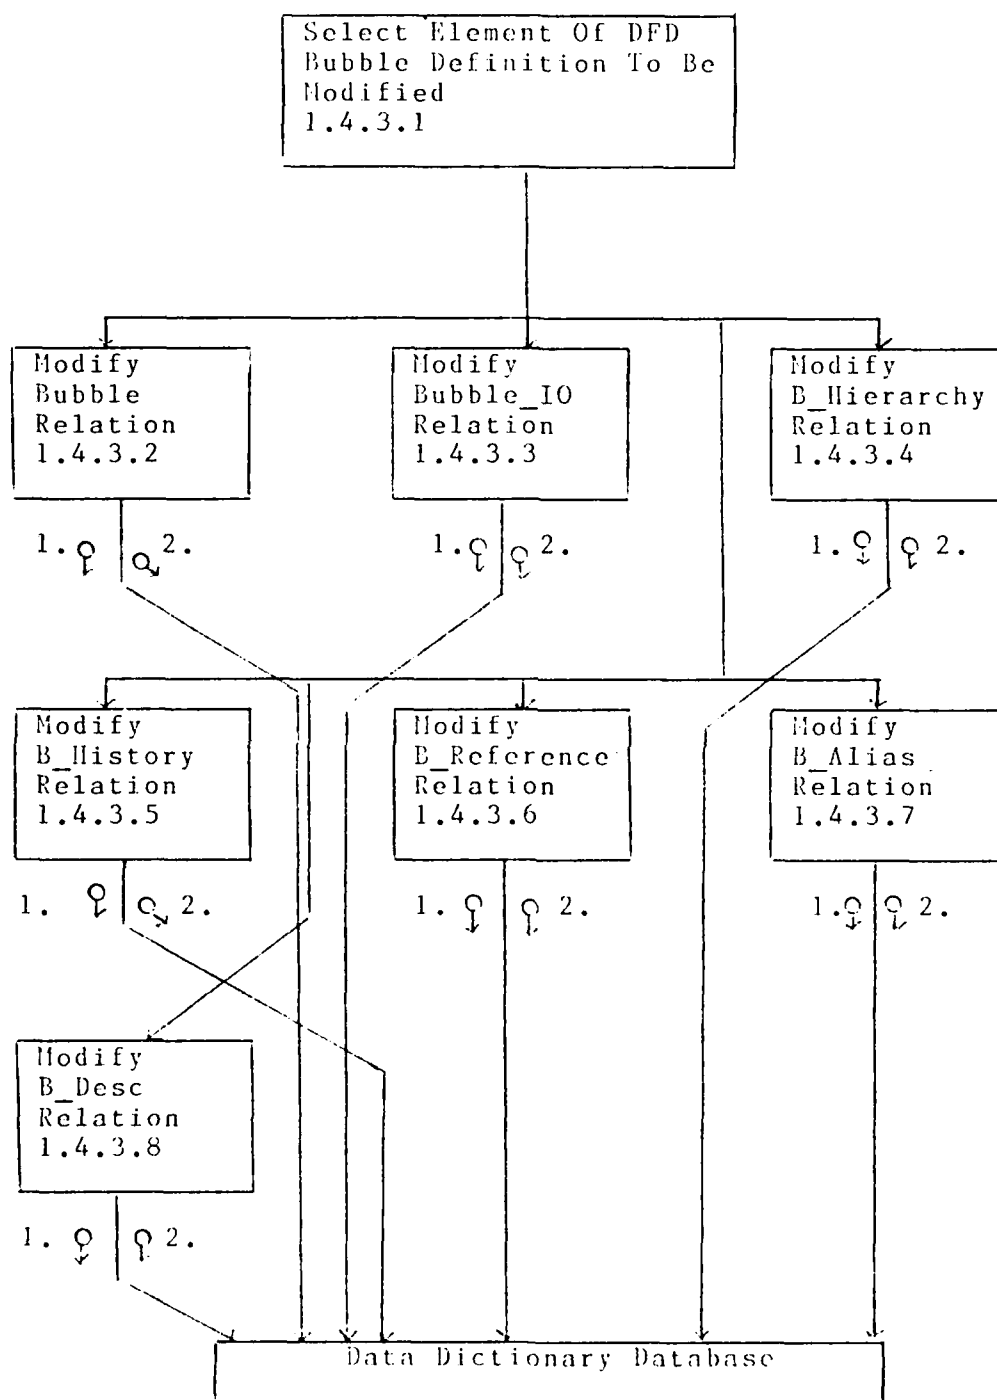 Select Element Of DFD
Bubble Definition To Be
Modified
1.4.3.1
Modify
Bubble
Relation
1.4.3.2
Modify
Bubble_IO
Relation
1.4.3.3
Modify
B_Hierarchy
Relation
1.4.3.4
1. 2.
1. 2.
1. 2.
Modify
B_History
Relation
1.4.3.5
Modify
B_Reference
Relation
1.4.3.6
Modify
B_Alias
Relation
1.4.3.7
1. 2.
1. 2.
1. 2.
Modify
B_Desc
Relation
1.4.3.8
1. 2.
Data Dictionary Database